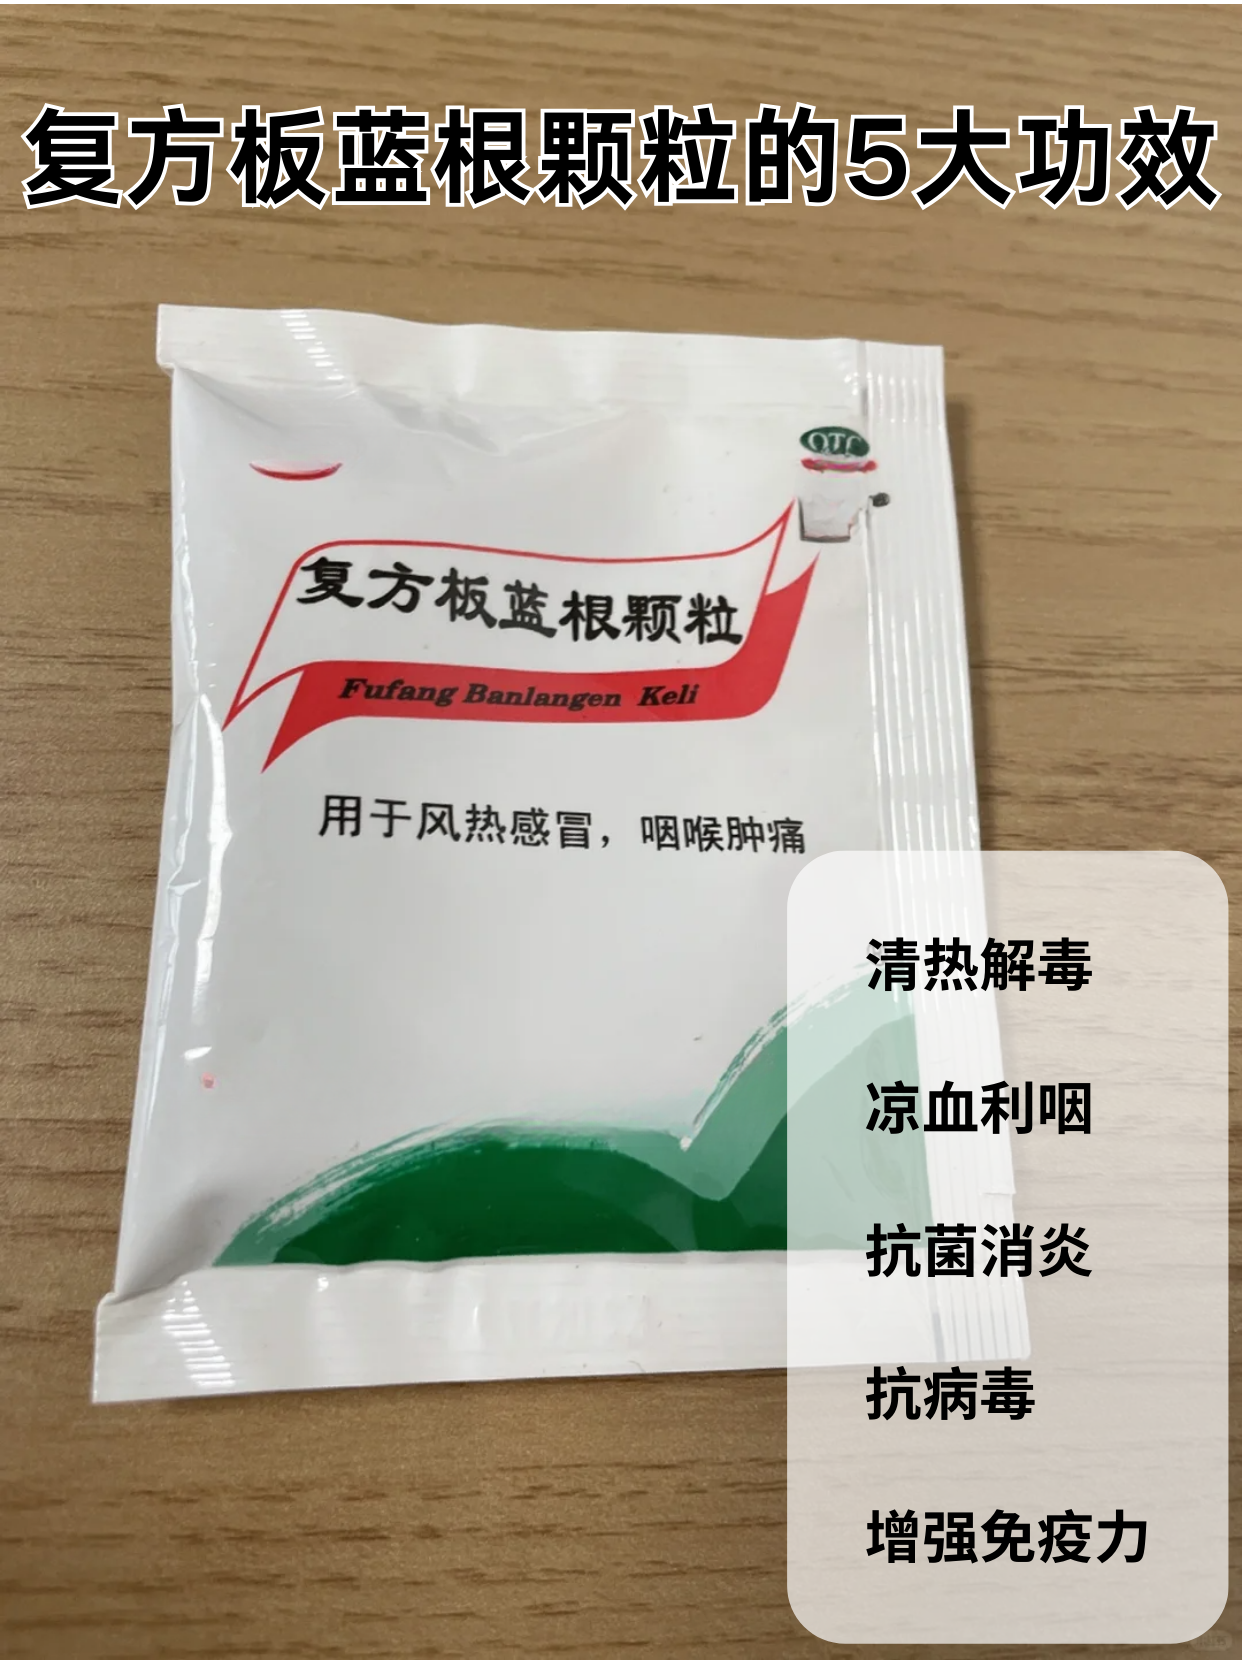 复方板蓝根颗粒的5大功效
OTC
复方板蓝根颗粒
Fufang Banlangen Keli
用于风热感冒，咽喉肿痛
清热解毒
凉血利咽
抗菌消炎
抗病毒
增强免疫力